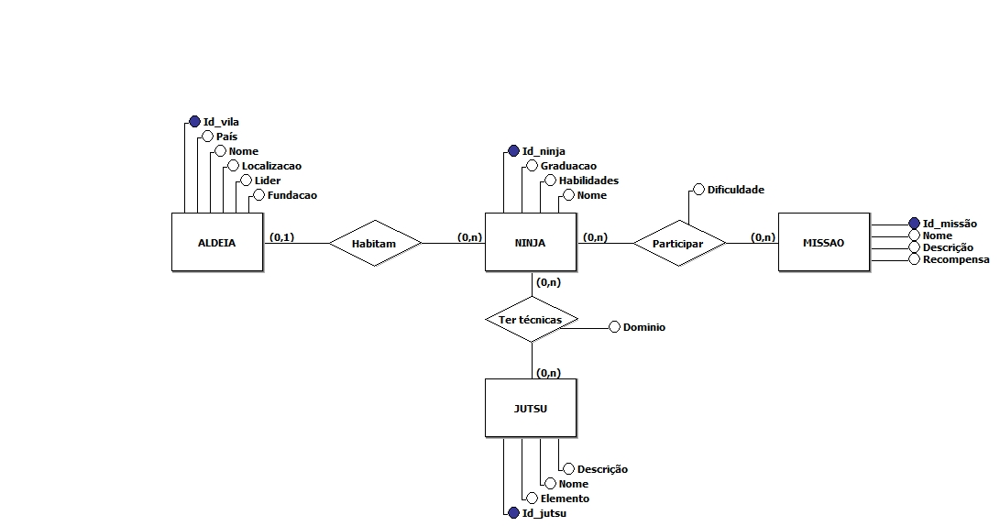 Id_vila
País
Nome
Localizacao
Lider
Fundacao
ALDEIA
(0,1)
Habitam
(0,n)
Id_ninja
Graduacao
Habilidades
Nome
NINJA
(0,n)
Dificuldade
Participar
(0,n)
MISSAO
Id_missão
Nome
Descrição
Recompensa
(0,n)
Ter técnicas
Dominio
(0,n)
JUTSU
Descrição
Nome
Elemento
Id_jutsu